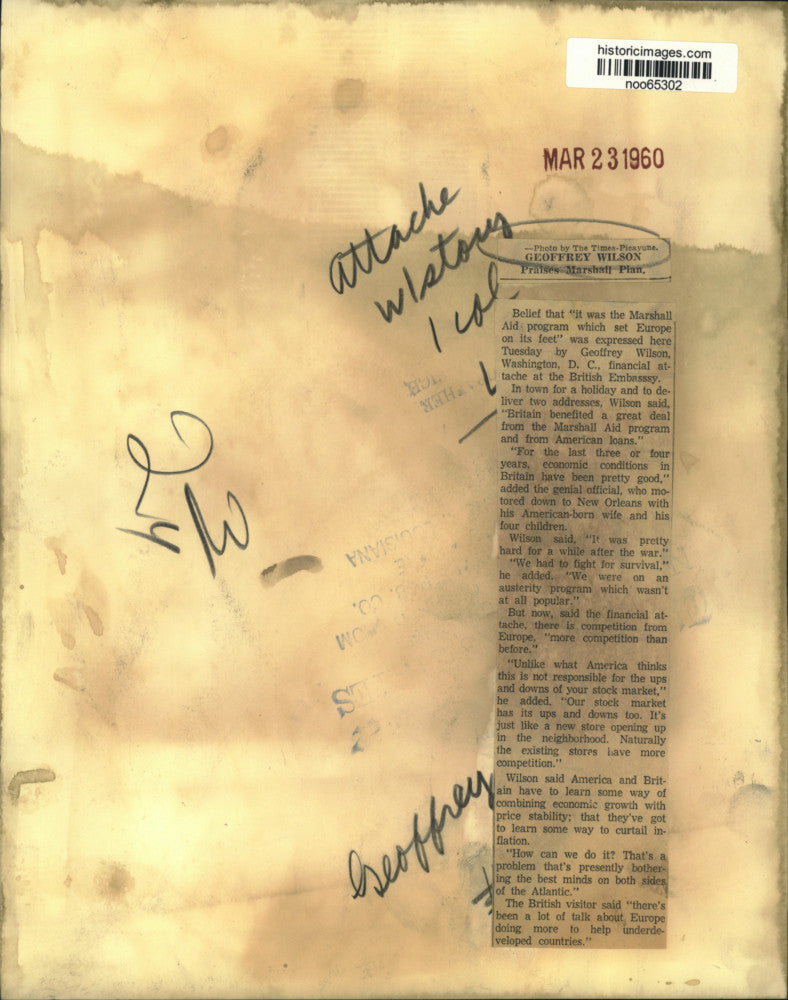 historicimages.com
noo65302
MAR 231960
Attache
w/story
1 col
—Photo by The Times-Picayune.
GEOFFREY WILSON
Praises Marshall Plan.
Belief that "it was the Marshall
Aid program which set Europe
on its feet" was expressed here
Tuesday by Geoffrey Wilson,
Washington, D. C., financial at-
tache at the British Embasssy.
In town for a holiday and to de-
liver two addresses, Wilson said,
"Britain benefited a great deal
from the Marshall Aid program
and from American loans."
"For the last three or four
years, economic conditions in
Britain have been pretty good,"
added the genial official, who mo-
tored down to New Orleans with
his American-born wife and his
four children.
Wilson said, "It was pretty
hard for a while after the war."
"We had to fight for survival,"
he added. "We were on an
austerity program which wasn't
at all popular."
But now, said the financial at-
tache, there is competition from
Europe, "more competition than
before."
"Unlike what America thinks
this is not responsible for the ups
and downs of your stock market,"
he added. "Our stock market
has its ups and downs too. It's
just like a new store opening up
in the neighborhood. Naturally
the existing stores have more
competition."
Wilson said America and Brit-
ain have to learn some way of
combining economic growth with
price stability; that they've got
to learn some way to curtail in-
flation.
"How can we do it? That's a
problem that's presently bother-
ing the best minds on both sides
of the Atlantic."
The British visitor said "there's
been a lot of talk about Europe
doing more to help underde-
veloped countries."
Geoffrey